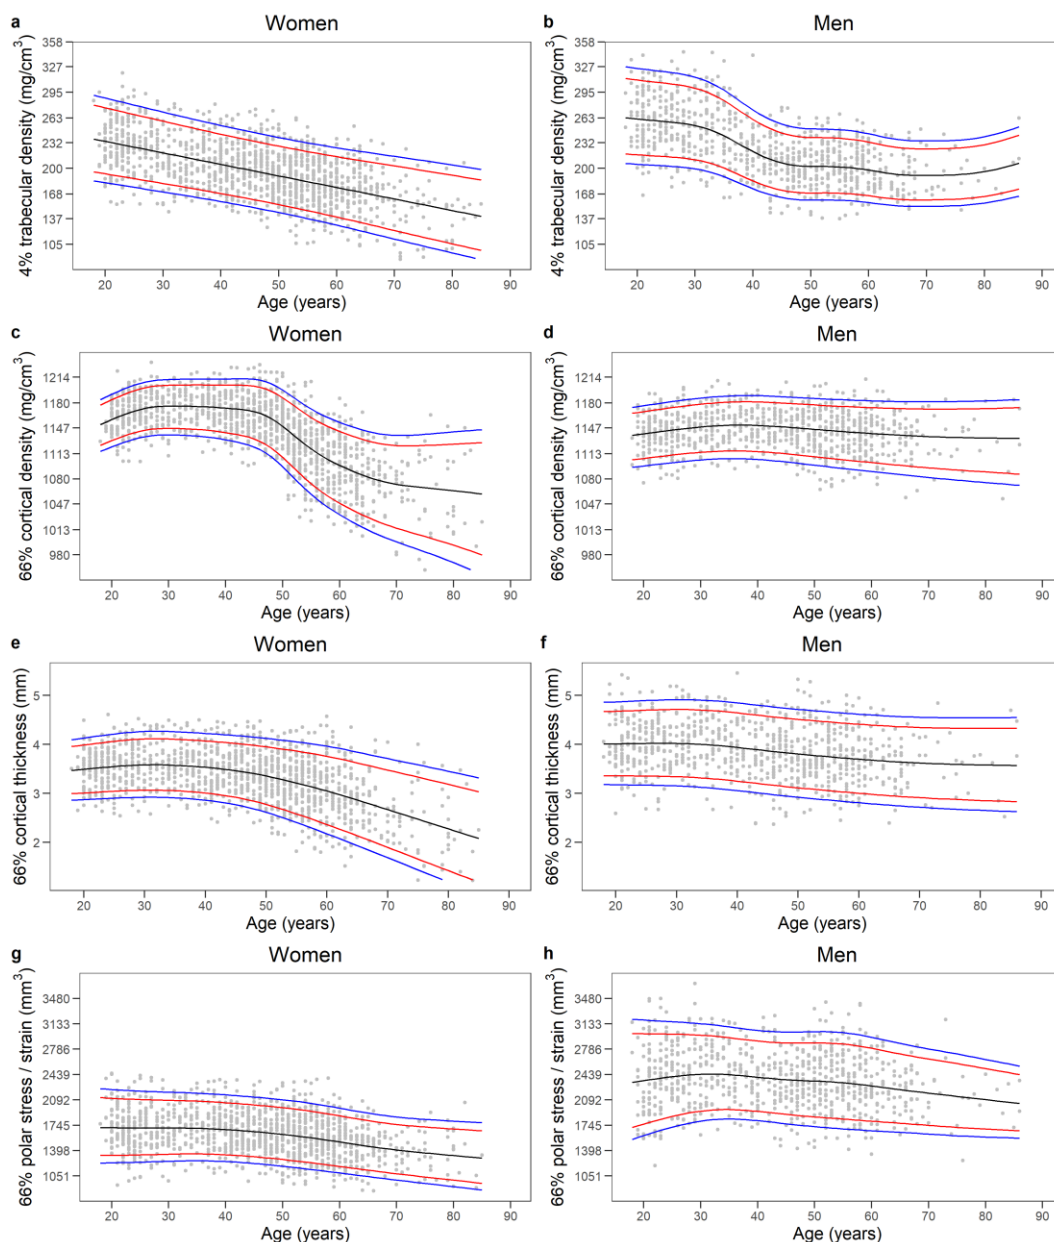 a Women
4% trabecular density (mg/cm³)
358
327
295
263
232
200
168
137
105
20 30 40 50 60 70 80 90
Age (years)
b Men
4% trabecular density (mg/cm³)
358
327
295
263
232
200
168
137
105
20 30 40 50 60 70 80 90
Age (years)
c Women
66% cortical density (mg/cm³)
1214
1180
1147
1113
1080
1047
1013
980
20 30 40 50 60 70 80 90
Age (years)
d Men
66% cortical density (mg/cm³)
1214
1180
1147
1113
1080
1047
1013
980
20 30 40 50 60 70 80 90
Age (years)
e Women
66% cortical thickness (mm)
5
4
3
2
20 30 40 50 60 70 80 90
Age (years)
f Men
66% cortical thickness (mm)
5
4
3
2
20 30 40 50 60 70 80 90
Age (years)
g Women
66% polar stress / strain (mm³)
3480
3133
2786
2439
2092
1745
1398
1051
20 30 40 50 60 70 80 90
Age (years)
h Men
66% polar stress / strain (mm³)
3480
3133
2786
2439
2092
1745
1398
1051
20 30 40 50 60 70 80 90
Age (years)